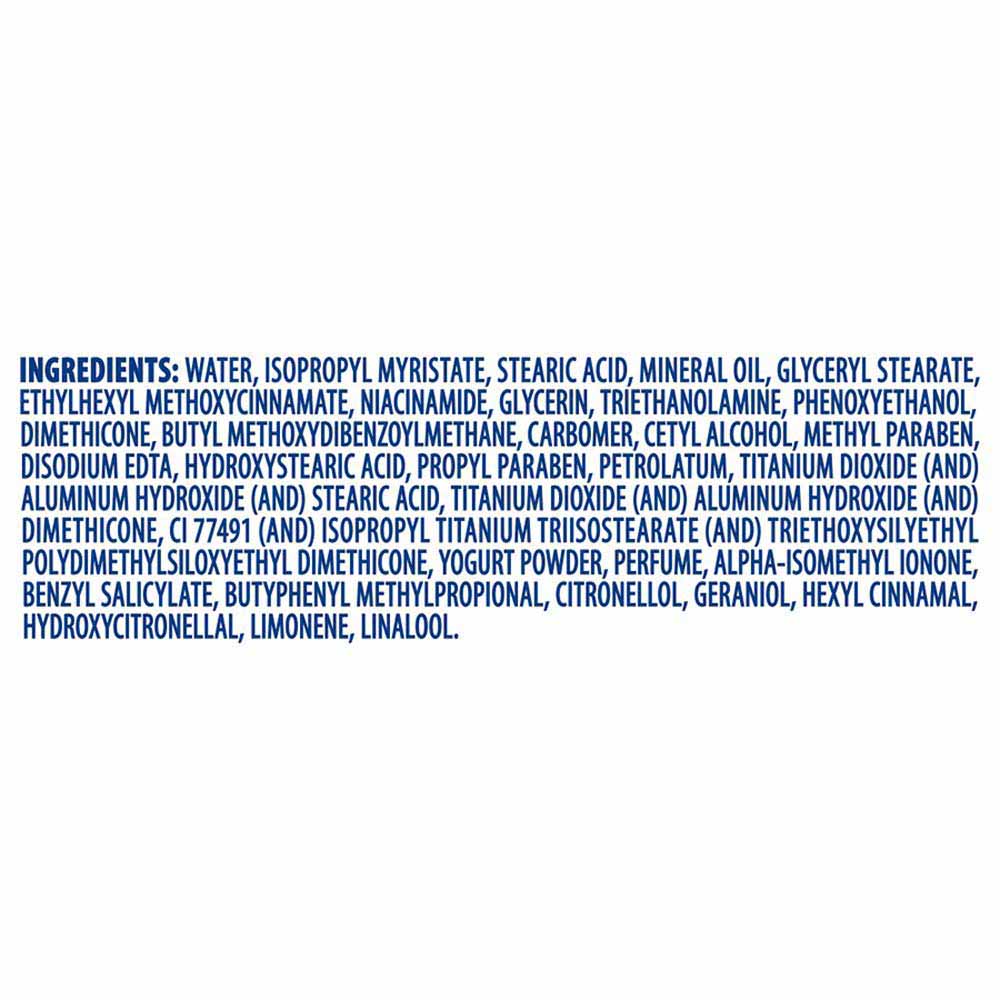 INGREDIENTS: WATER, ISOPROPYL MYRISTATE, STEARIC ACID, MINERAL OIL, GLYCERYL STEARATE,
ETHYLHEXYL METHOXYCINNAMATE, NIACINAMIDE, GLYCERIN, TRIETHANOLAMINE, PHENOXYETHANOL,
DIMETHICONE, BUTYL METHOXYDIBENZOYLMETHANE, CARBOMER, CETYL ALCOHOL, METHYL PARABEN,
DISODIUM EDTA, HYDROXYSTEARIC ACID, PROPYL PARABEN, PETROLATUM, TITANIUM DIOXIDE (AND)
ALUMINUM HYDROXIDE (AND) STEARIC ACID, TITANIUM DIOXIDE (AND) ALUMINUM HYDROXIDE (AND)
DIMETHICONE, CI 77491 (AND) ISOPROPYL TITANIUM TRIISOSTEARATE (AND) TRIETHOXYSILYETHYL
POLYDIMETHYLSILOXYETHYL DIMETHICONE, YOGURT POWDER, PERFUME, ALPHA-ISOMETHYL IONONE,
BENZYL SALICYLATE, BUTYPHENYL METHYLPROPIONAL, CITRONELLOL, GERANIOL, HEXYL CINNAMAL,
HYDROXYCITRONELLAL, LIMONENE, LINALOOL.